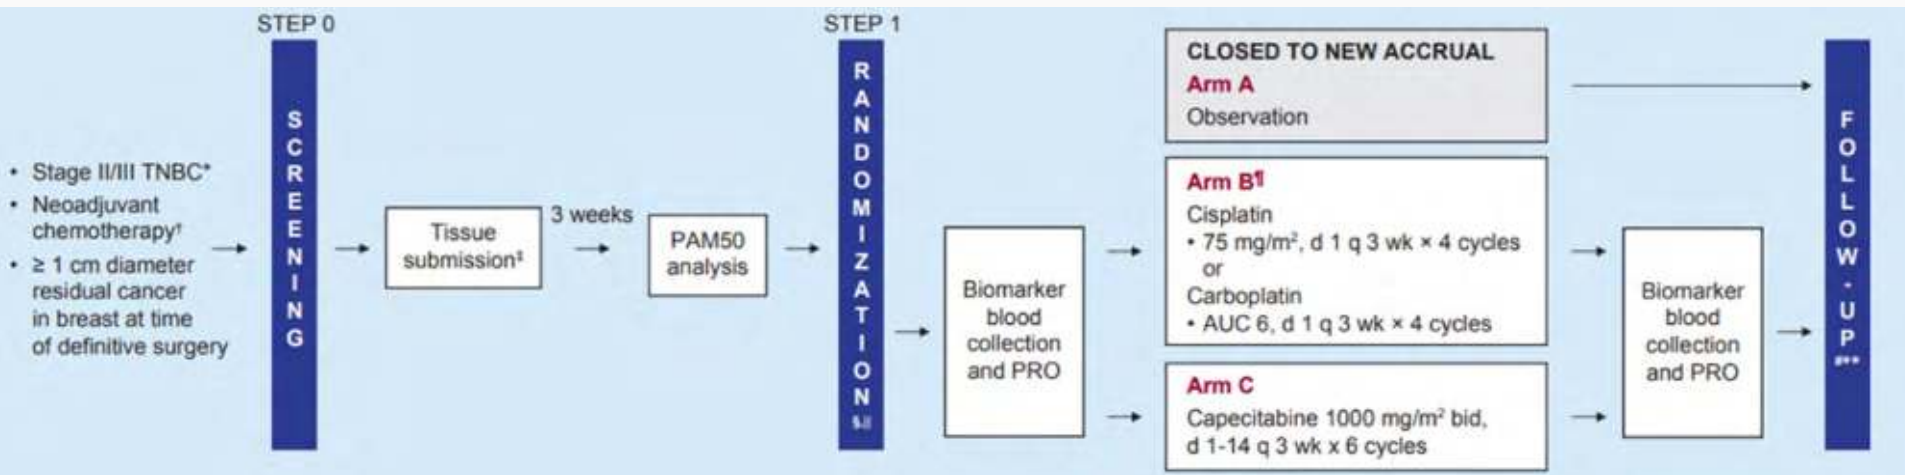 STEP 0
SCREENING
• Stage II/III TNBC*
• Neoadjuvant
chemotherapy†
• ≥ 1 cm diameter
residual cancer
in breast at time
of definitive surgery
Tissue
submission‡
3 weeks
PAM50
analysis
STEP 1
RANDOMIZATION
Biomarker
blood
collection
and PRO
CLOSED TO NEW ACCRUAL
Arm A
Observation
Arm B¶
Cisplatin
• 75 mg/m², d 1 q 3 wk × 4 cycles
or
Carboplatin
• AUC 6, d 1 q 3 wk × 4 cycles
Arm C
Capecitabine 1000 mg/m² bid,
d 1-14 q 3 wk x 6 cycles
Biomarker
blood
collection
and PRO
FOLLOW-UP